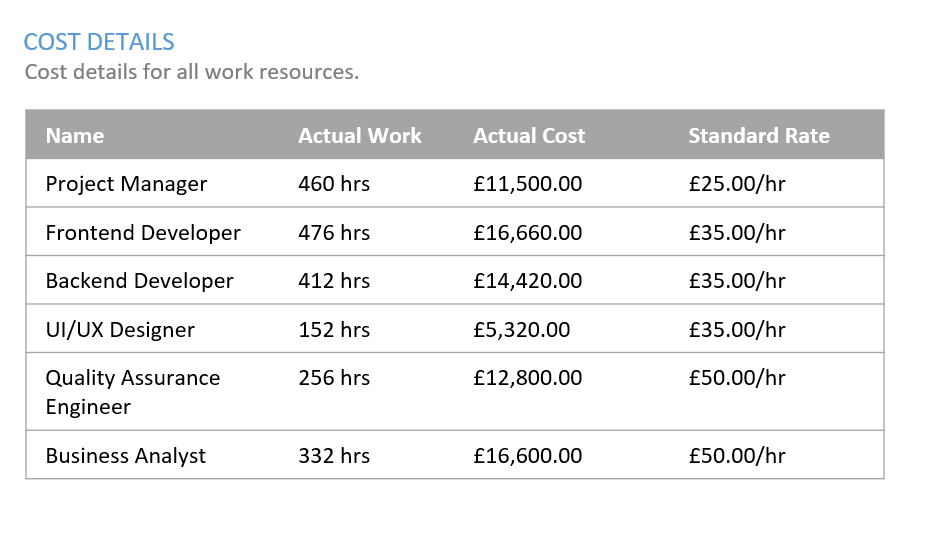 COST DETAILS
Cost details for all work resources.
Name Actual Work Actual Cost Standard Rate
Project Manager 460 hrs £11,500.00 £25.00/hr
Frontend Developer 476 hrs £16,660.00 £35.00/hr
Backend Developer 412 hrs £14,420.00 £35.00/hr
UI/UX Designer 152 hrs £5,320.00 £35.00/hr
Quality Assurance 256 hrs £12,800.00 £50.00/hr
Engineer
Business Analyst 332 hrs £16,600.00 £50.00/hr